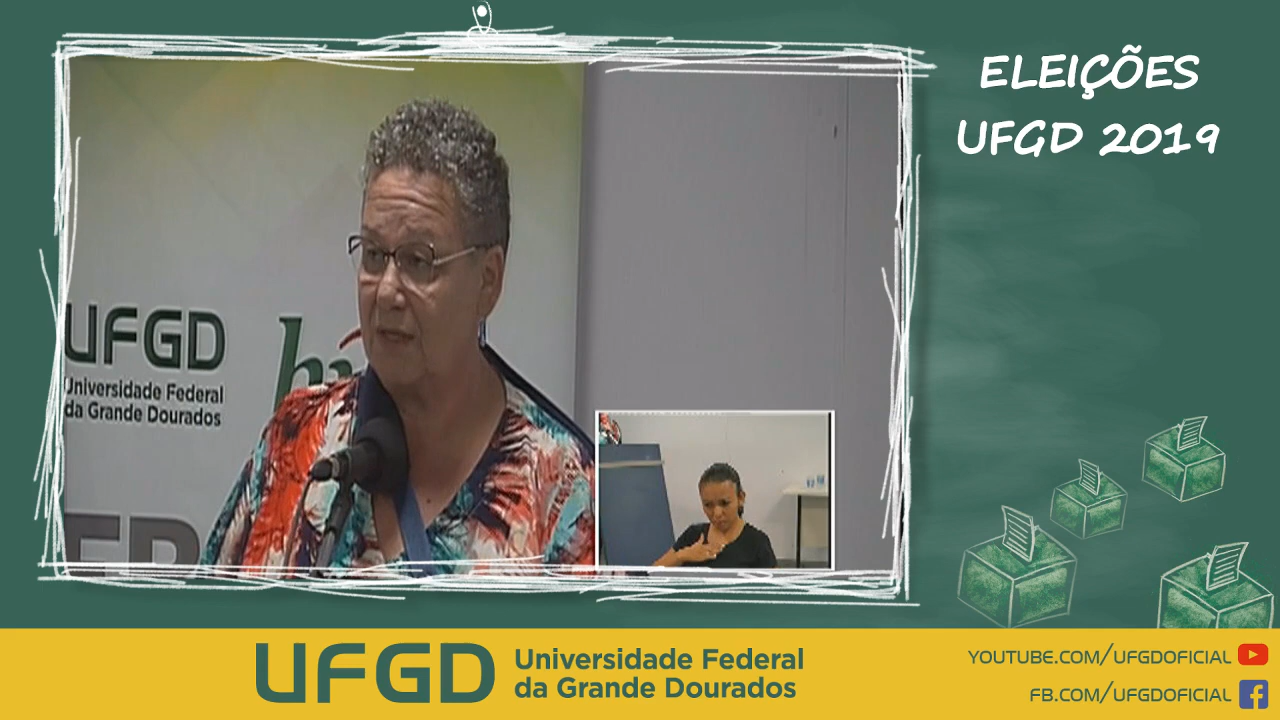 ELEIÇÕES
UFGD 2019
UFGD
Universidade Federal
da Grande Dourados
UFGD
Universidade Federal
da Grande Dourados
YOUTUBE.COM/UFGDOFICIAL
FB.COM/UFGDOFICIAL